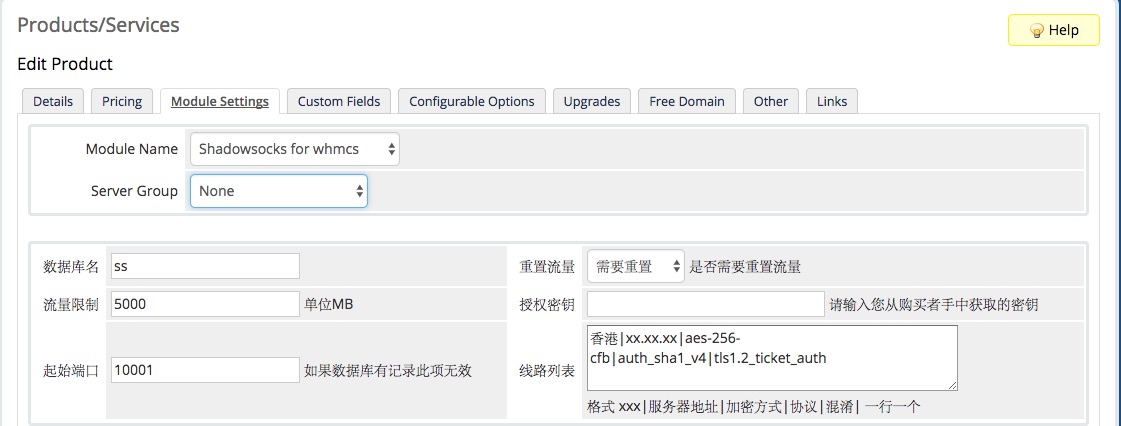 Products/Services
Help
Edit Product
Details Pricing Module Settings Custom Fields Configurable Options Upgrades Free Domain Other Links
Module Name Shadowsocks for whmcs
Server Group None
数据库名 ss 重置流量 需要重置 是否需要重置流量
流量限制 5000 单位MB 授权密钥 请输入您从购买者手中获取的密钥
起始端口 10001 如果数据库有记录此项无效 线路列表 香港|xx.xx.xx|aes-256-
cfb|auth_sha1_v4|tls1.2_ticket_auth
格式 xxx|服务器地址|加密方式|协议|混淆| 一行一个